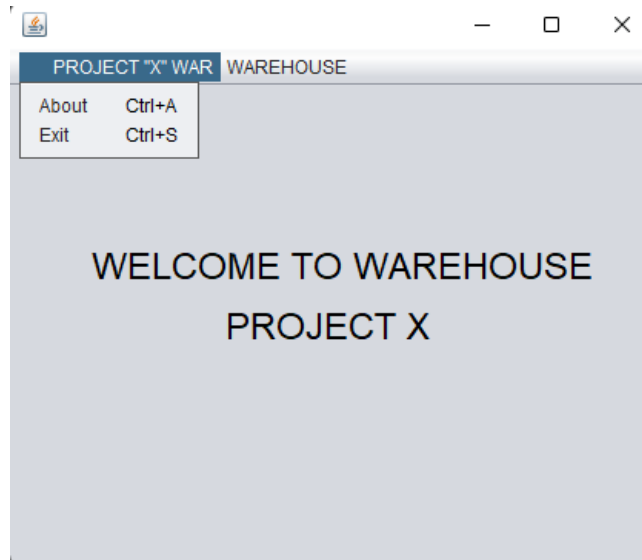 PROJECT "X" WAR WAREHOUSE
About Ctrl+A
Exit Ctrl+S
WELCOME TO WAREHOUSE
PROJECT X